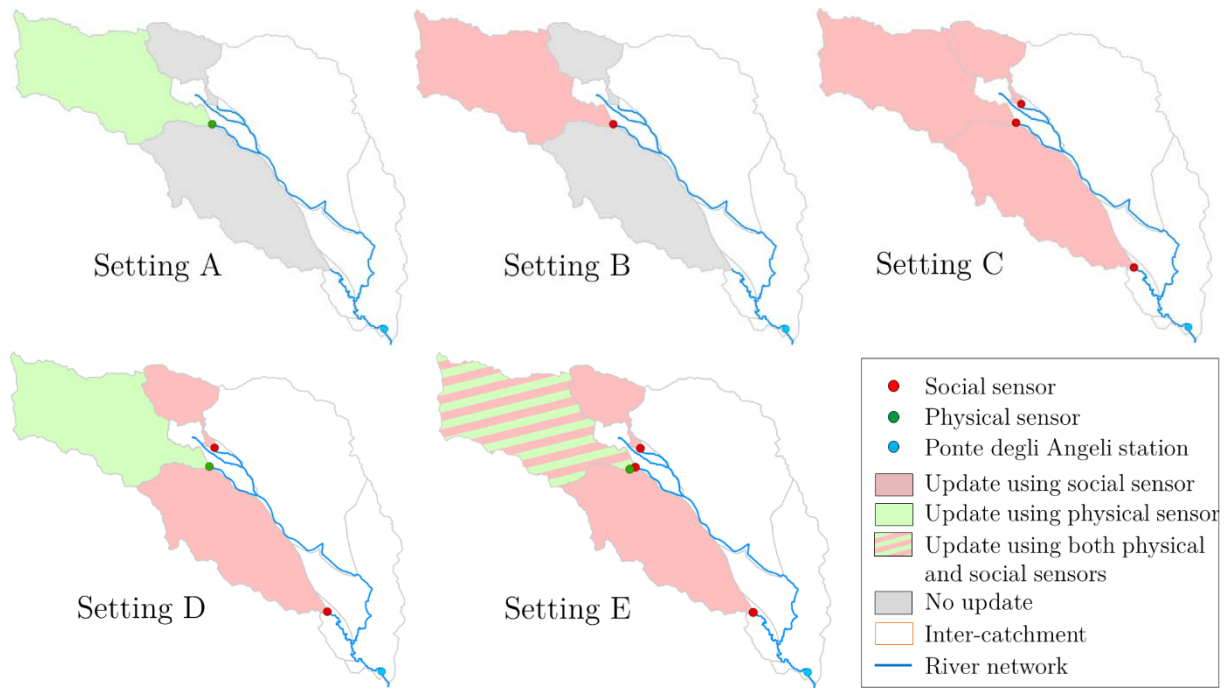 Setting A
Setting B
Setting C
Setting D
Setting E
Social sensor
Physical sensor
Ponte degli Angeli station
Update using social sensor
Update using physical sensor
Update using both physical
and social sensors
No update
Inter-catchment
River network